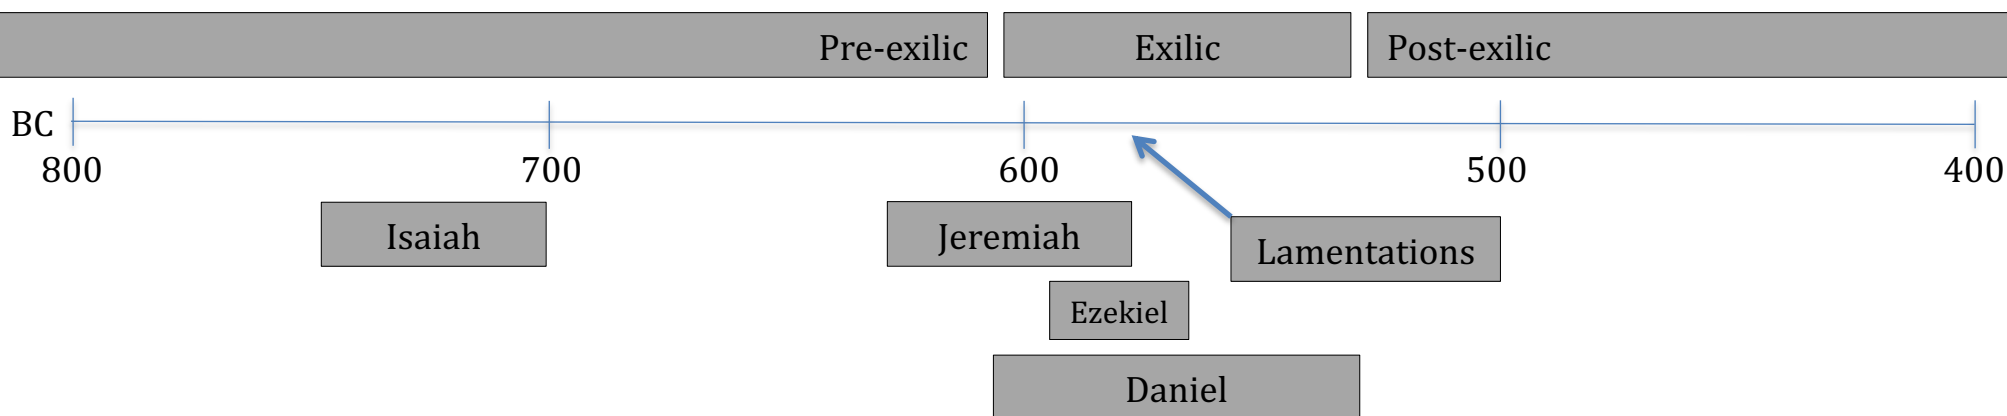 Pre-exilic Exilic Post-exilic
BC
800 700 600 500 400
Isaiah Jeremiah Lamentations
Ezekiel
Daniel